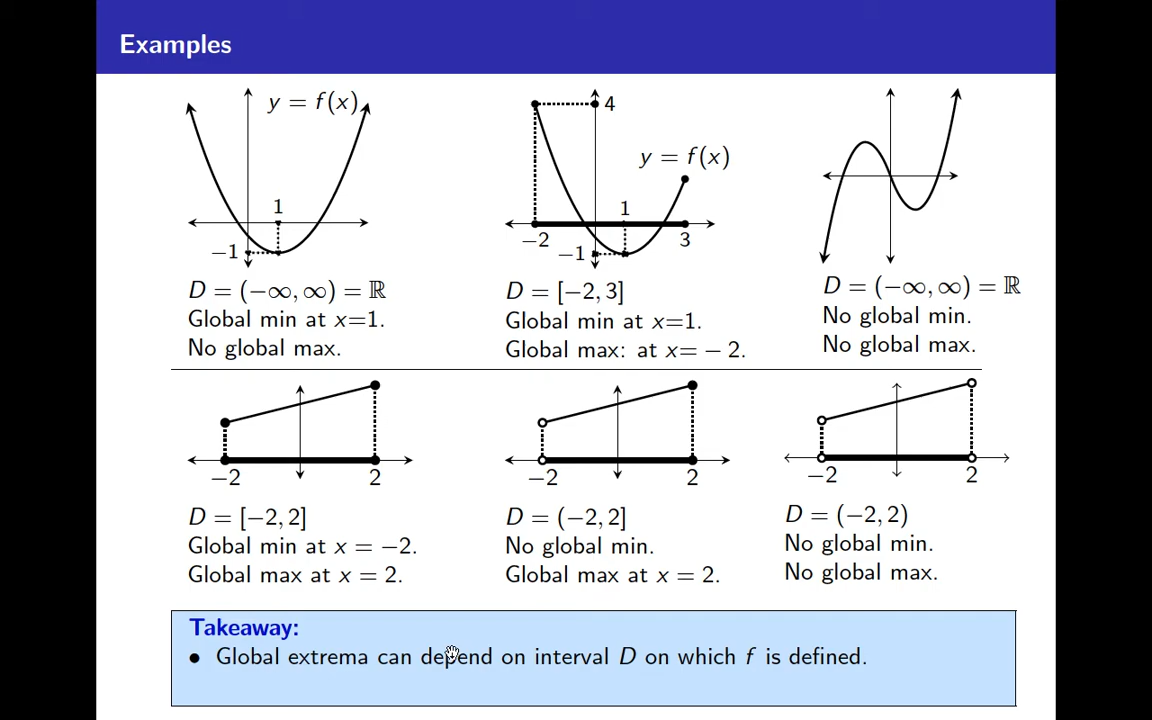 Examples
y = f(x)
1
−1
D = (−∞, ∞) = ℝ
Global min at x=1.
No global max.
4
y = f(x)
1
−2
3
−1
D = [−2, 3]
Global min at x=1.
Global max: at x= − 2.
D = (−∞, ∞) = ℝ
No global min.
No global max.
−2
2
D = [−2, 2]
Global min at x = −2.
Global max at x = 2.
−2
2
D = (−2, 2]
No global min.
Global max at x = 2.
−2
2
D = (−2, 2)
No global min.
No global max.
Takeaway:
• Global extrema can depend on interval D on which f is defined.